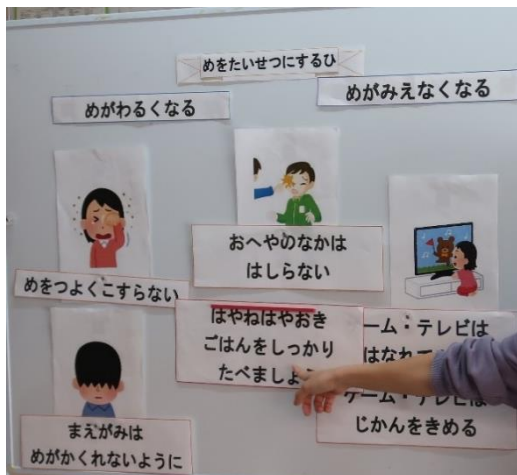 めをたいせつにするひ
めがわるくなる
めがみえなくなる
めをつよくこすらない
おへやのなかは
はしらない
はやねはやおき
ごはんをしっかり
たべましょう
ーム・テレビは
はなれて
ゲーム・テレビは
じかんをきめる
まえがみは
めがかくれないように